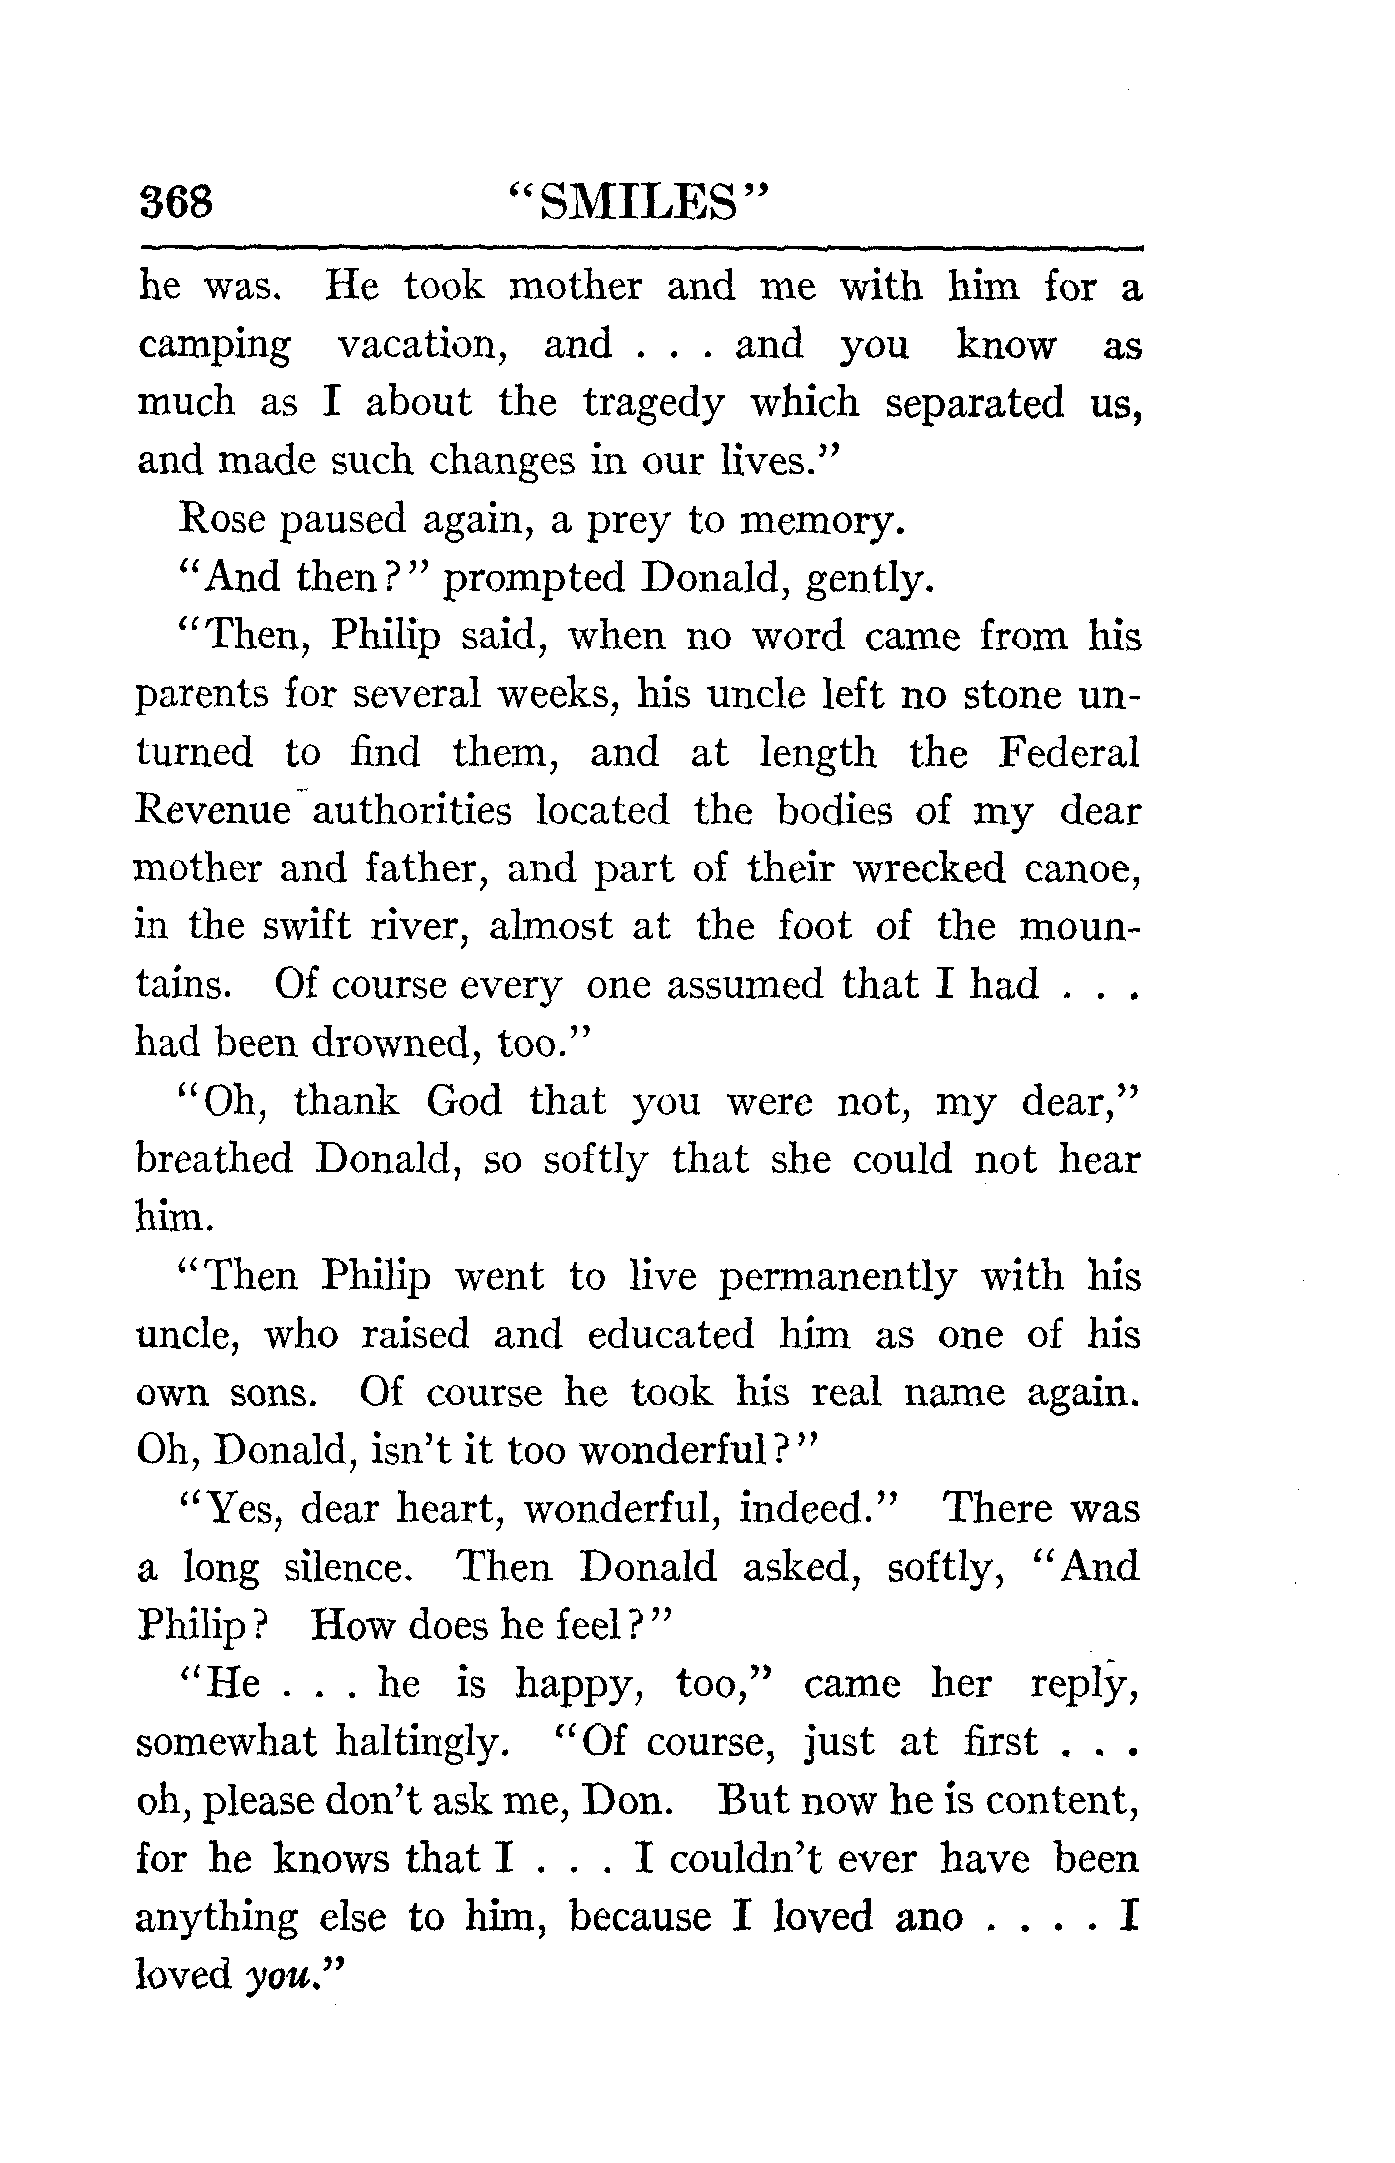 368 “SMILES”
he was. He took mother and me with him for a
camping vacation, and . . . and you know as
much as I about the tragedy which separated us,
and made such changes in our lives.”
Rose paused again, a prey to memory.
“And then?” prompted Donald, gently.
“Then, Philip said, when no word came from his
parents for several weeks, his uncle left no stone un-
turned to find them, and at length the Federal
Revenue authorities located the bodies of my dear
mother and father, and part of their wrecked canoe,
in the swift river, almost at the foot of the moun-
tains. Of course every one assumed that I had . . .
had been drowned, too.”
“Oh, thank God that you were not, my dear,”
breathed Donald, so softly that she could not hear
him.
“Then Philip went to live permanently with his
uncle, who raised and educated him as one of his
own sons. Of course he took his real name again.
Oh, Donald, isn’t it too wonderful?”
“Yes, dear heart, wonderful, indeed.” There was
a long silence. Then Donald asked, softly, “And
Philip? How does he feel?”
“He . . . he is happy, too,” came her reply,
somewhat haltingly. “Of course, just at first . . .
oh, please don’t ask me, Don. But now he is content,
for he knows that I . . . I couldn’t ever have been
anything else to him, because I loved ano . . . . I
loved you.”